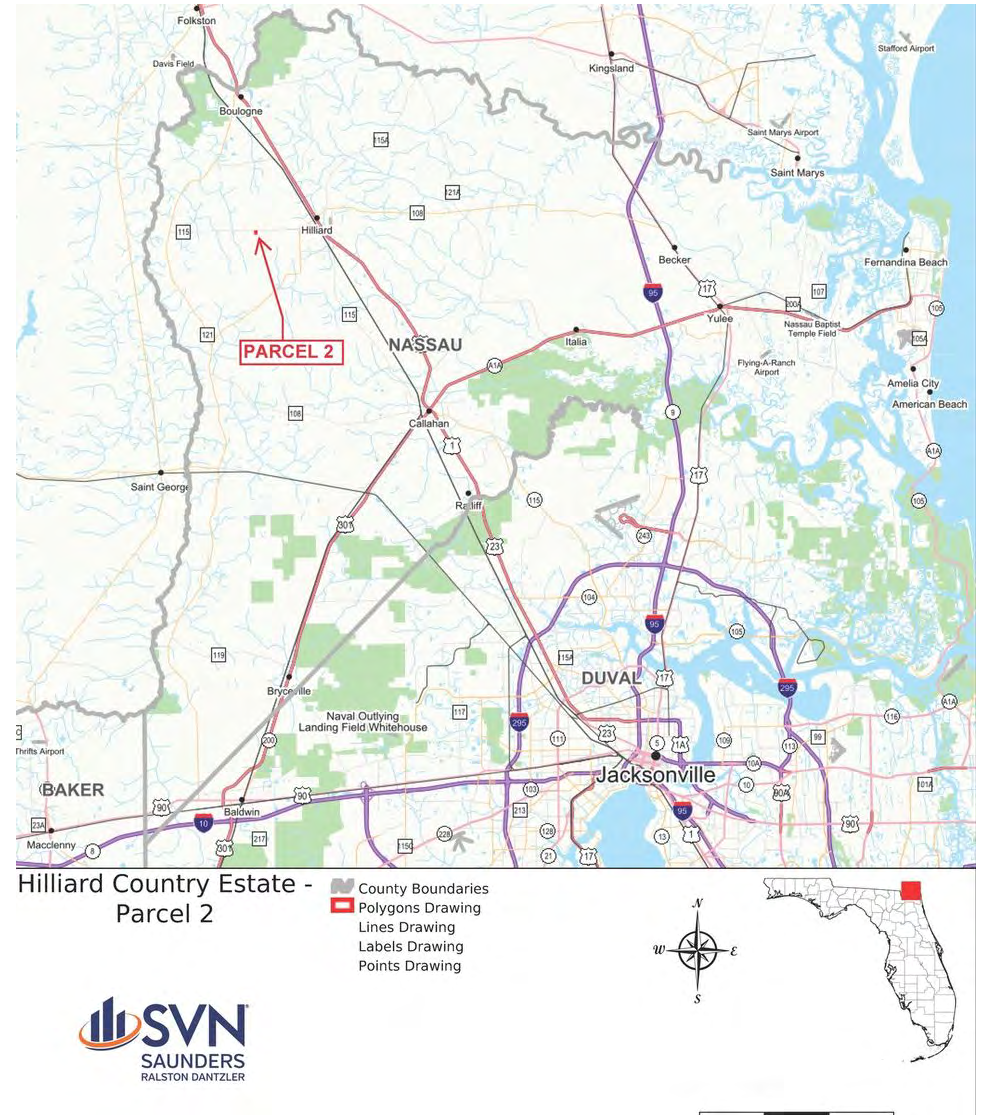 Folkston
Kingsland
Stafford Airport
Davis Field
Boulogne
Saint Marys Airport
115A
Saint Marys
121A
108
115
Hilliard
Becker
Fernandina Beach
17
95
107
200A
105
115
Yulee
Nassau Baptist
Temple Field
121
Italia
105A
NASSAU
PARCEL 2
A1A
Flying-A-Ranch
Airport
Amelia City
American Beach
108
9
Callahan
1
A1A
Saint George
17
Ratliff
115
105
301
243
23
104
95
105
119
115A
DUVAL
17
295
Bryceville
A1A
Naval Outlying
Landing Field Whitehouse
117
116
295
23
99
200
111
5
1A
109
113
Thrifts Airport
10A
Jacksonville
BAKER
103
10
90A
101A
90
90
Baldwin
213
95
23A
10
90
Macclenny
217
228
128
13
1
8
301
115C
21
17
Hilliard Country Estate -
Parcel 2
County Boundaries
Polygons Drawing
Lines Drawing
Labels Drawing
Points Drawing
N
W E
S
SVN
SAUNDERS
RALSTON DANTZLER